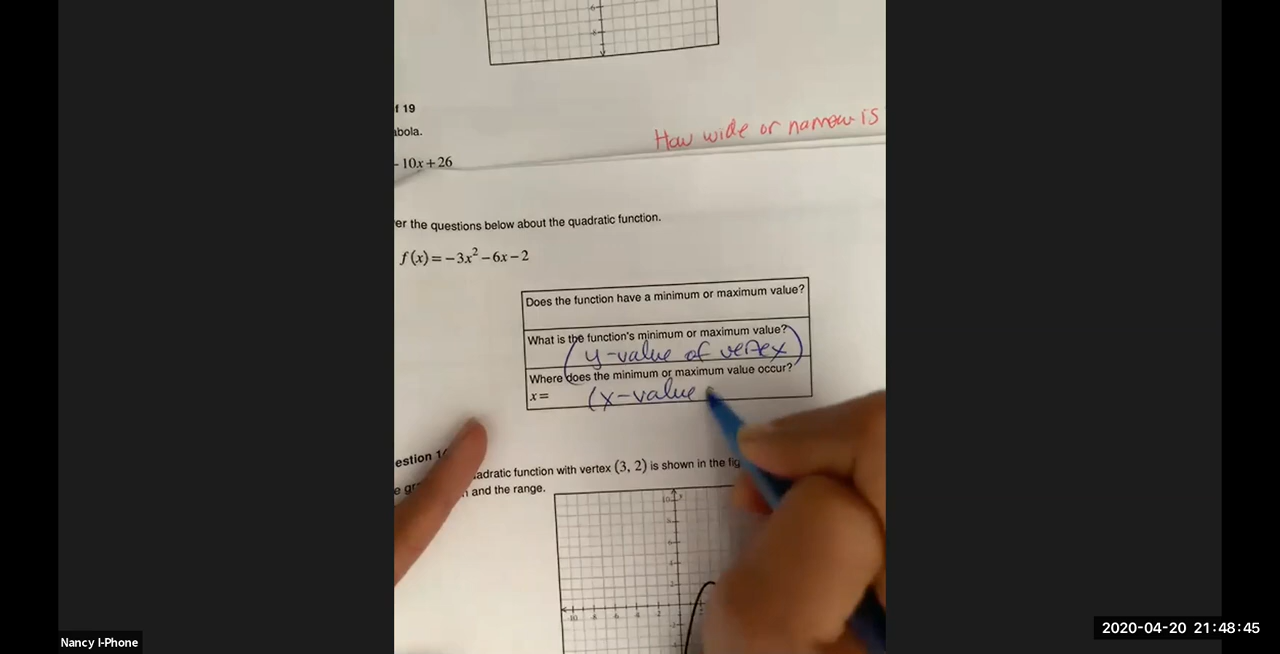 f 19
abola.
- 10x + 26
How wide or narrow is
er the questions below about the quadratic function.
f(x) = −3x² − 6x − 2
Does the function have a minimum or maximum value?
What is the function's minimum or maximum value?
(y-value of vertex)
Where does the minimum or maximum value occur?
x = (x-value
estion 1
adratic function with vertex (3, 2) is shown in the fig
e gr
and the range.
Nancy I-Phone
2020-04-20 21:48:45